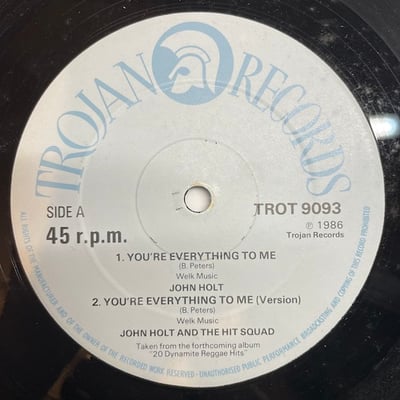 TROJAN RECORDS
SIDE A
TROT 9093
45 r.p.m.
℗ 1986
Trojan Records
1. YOU'RE EVERYTHING TO ME
(B. Peters)
Welk Music
JOHN HOLT
2. YOU'RE EVERYTHING TO ME (Version)
(B. Peters)
Welk Music
JOHN HOLT AND THE HIT SQUAD
Taken from the forthcoming album
"20 Dynamite Reggae Hits"
ALL RIGHTS OF THE MANUFACTURER AND OF THE OWNER OF THE RECORDED WORK RESERVED · UNAUTHORISED PUBLIC PERFORMANCE BROADCASTING AND COPYING OF THIS RECORD PROHIBITED